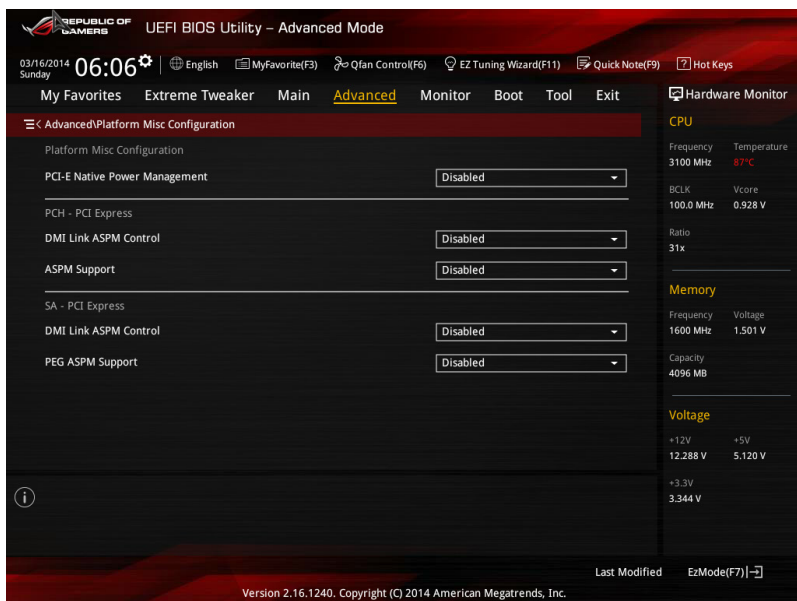 REPUBLIC OF GAMERS
UEFI BIOS Utility – Advanced Mode
03/16/2014 Sunday 06:06 English MyFavorite(F3) Qfan Control(F6) EZ Tuning Wizard(F11) Quick Note(F9) ? Hot Keys
My Favorites Extreme Tweaker Main Advanced Monitor Boot Tool Exit
Advanced\Platform Misc Configuration
Platform Misc Configuration
PCI-E Native Power Management Disabled
PCH - PCI Express
DMI Link ASPM Control Disabled
ASPM Support Disabled
SA - PCI Express
DMI Link ASPM Control Disabled
PEG ASPM Support Disabled
Hardware Monitor
CPU
Frequency Temperature
3100 MHz 87°C
BCLK Vcore
100.0 MHz 0.928 V
Ratio
31x
Memory
Frequency Voltage
1600 MHz 1.501 V
Capacity
4096 MB
Voltage
+12V +5V
12.288 V 5.120 V
+3.3V
3.344 V
i
Last Modified EzMode(F7)
Version 2.16.1240. Copyright (C) 2014 American Megatrends, Inc.